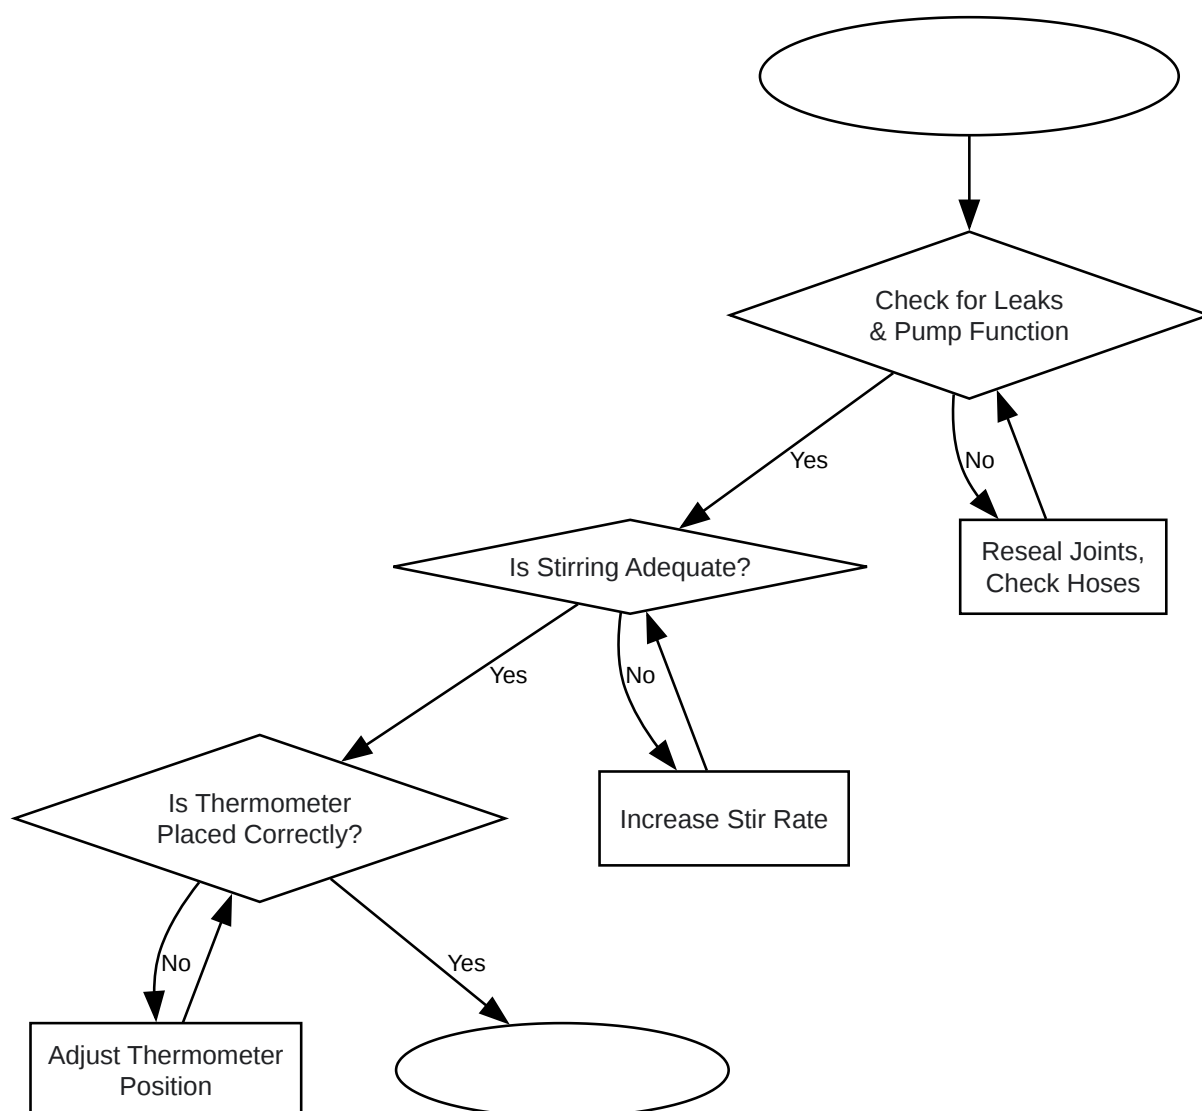 Check for Leaks
& Pump Function
Yes
No
Reseal Joints,
Check Hoses
Is Stirring Adequate?
Yes
No
Is Thermometer
Placed Correctly?
Increase Stir Rate
No
Yes
Adjust Thermometer
Position